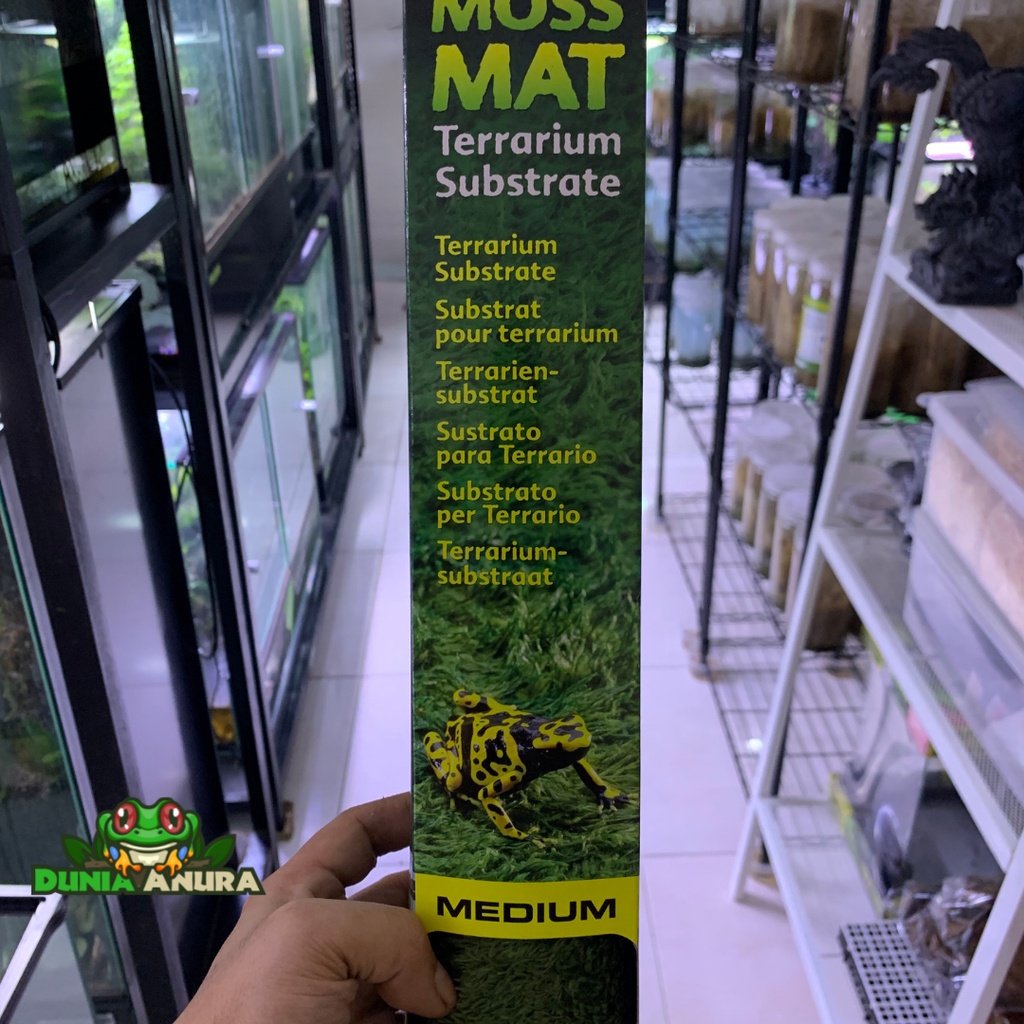 MOSS
MAT
Terrarium
Substrate
Terrarium
Substrate
Substrat
pour terrarium
Terrarien-
substrat
Sustrato
para Terrario
Substrato
per Terrario
Terrarium-
substraat
MEDIUM
DUNIA ANURA